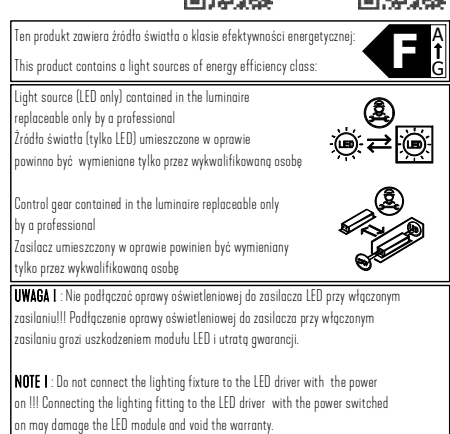 Ten produkt zawiera źródło światła o klasie efektywności energetycznej:
This product contains a light sources of energy efficiency class:
F
A
G
Light source (LED only) contained in the luminaire
replaceable only by a professional
Źródło światła (tylko LED) umieszczone w oprawie
powinno być wymieniane tylko przez wykwalifikowaną osobę
LED
LED
Control gear contained in the luminaire replaceable only
by a professional
Zasilacz umieszczony w oprawie powinien być wymieniany
tylko przez wykwalifikowaną osobę
UWAGA ! : Nie podłączać oprawy oświetleniowej do zasilacza LED przy włączonym
zasilaniu!!! Podłączenie oprawy oświetleniowej do zasilacza przy włączonym
zasilaniu grozi uszkodzeniem modułu LED i utratą gwarancji.
NOTE ! : Do not connect the lighting fixture to the LED driver with the power
on !!! Connecting the lighting fitting to the LED driver with the power switched
on may damage the LED module and void the warranty.